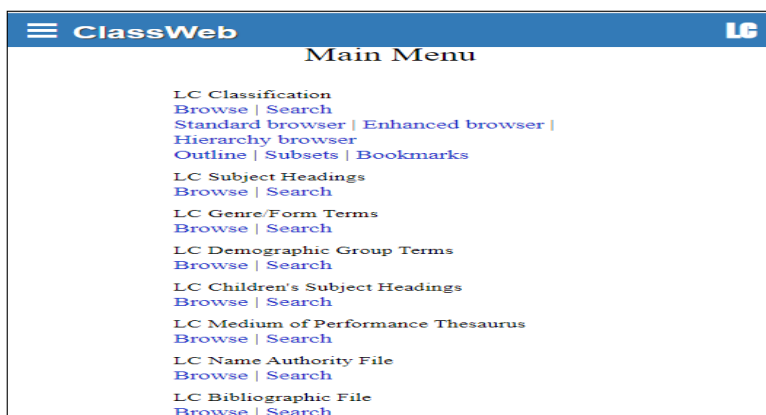 ClassWeb LC
Main Menu
LC Classification
Browse | Search
Standard browser | Enhanced browser |
Hierarchy browser
Outline | Subsets | Bookmarks
LC Subject Headings
Browse | Search
LC Genre/Form Terms
Browse | Search
LC Demographic Group Terms
Browse | Search
LC Children's Subject Headings
Browse | Search
LC Medium of Performance Thesaurus
Browse | Search
LC Name Authority File
Browse | Search
LC Bibliographic File
Browse | Search